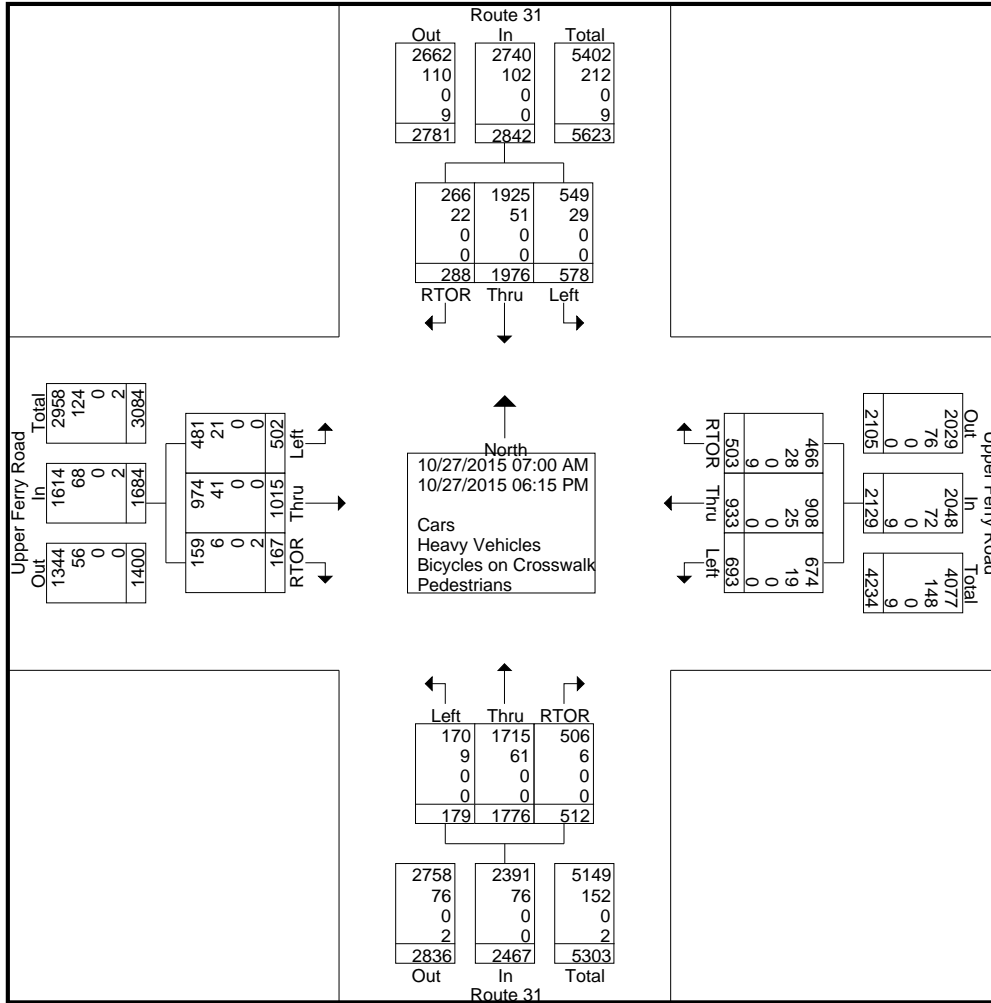 Route 31
Out In Total
2662 2740 5402
110 102 212
0 0 0
9 0 9
2781 2842 5623
266 1925 549
22 51 29
0 0 0
0 0 0
288 1976 578
RTOR Thru Left
Upper Ferry Road
Total
2958
124
0
2
3084
In
1614
68
0
2
1684
Out
1344
56
0
0
1400
Left
481
21
0
0
502
Thru
974
41
0
0
1015
RTOR
159
6
0
2
167
North
10/27/2015 07:00 AM
10/27/2015 06:15 PM
Cars
Heavy Vehicles
Bicycles on Crosswalk
Pedestrians
RTOR
466
28
0
9
503
Thru
908
25
0
0
933
Left
674
19
0
0
693
Upper Ferry Road
Out
2029
76
0
0
2105
In
2048
72
0
9
2129
Total
4077
148
0
9
4234
Left Thru RTOR
170 1715 506
9 61 6
0 0 0
0 0 0
179 1776 512
2758 2391 5149
76 76 152
0 0 0
2 0 2
2836 2467 5303
Out In Total
Route 31